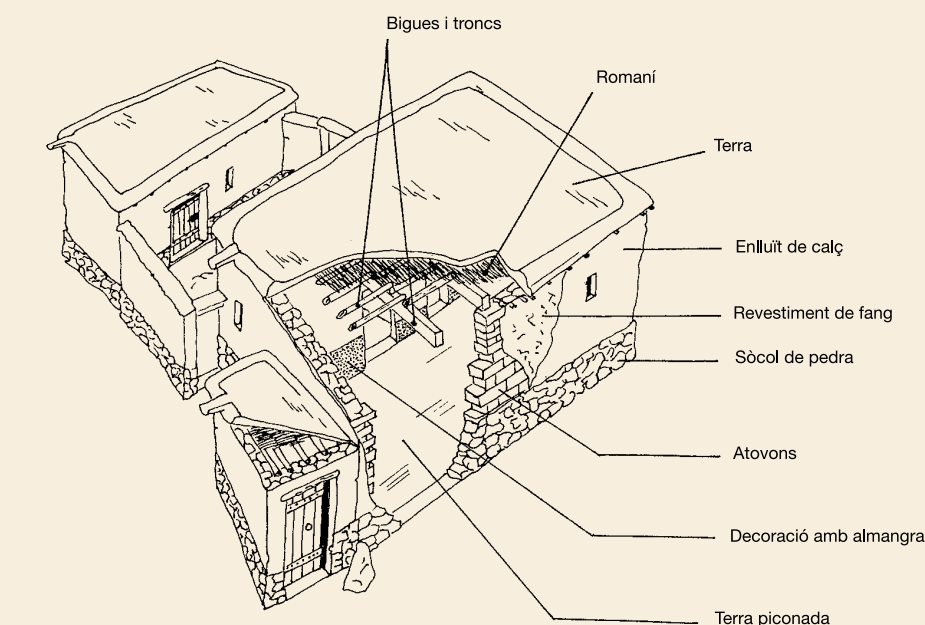 Bigues i troncs
Romaní
Terra
Enlluït de calç
Revestiment de fang
Sòcol de pedra
Atovons
Decoració amb almangra
Terra piconada